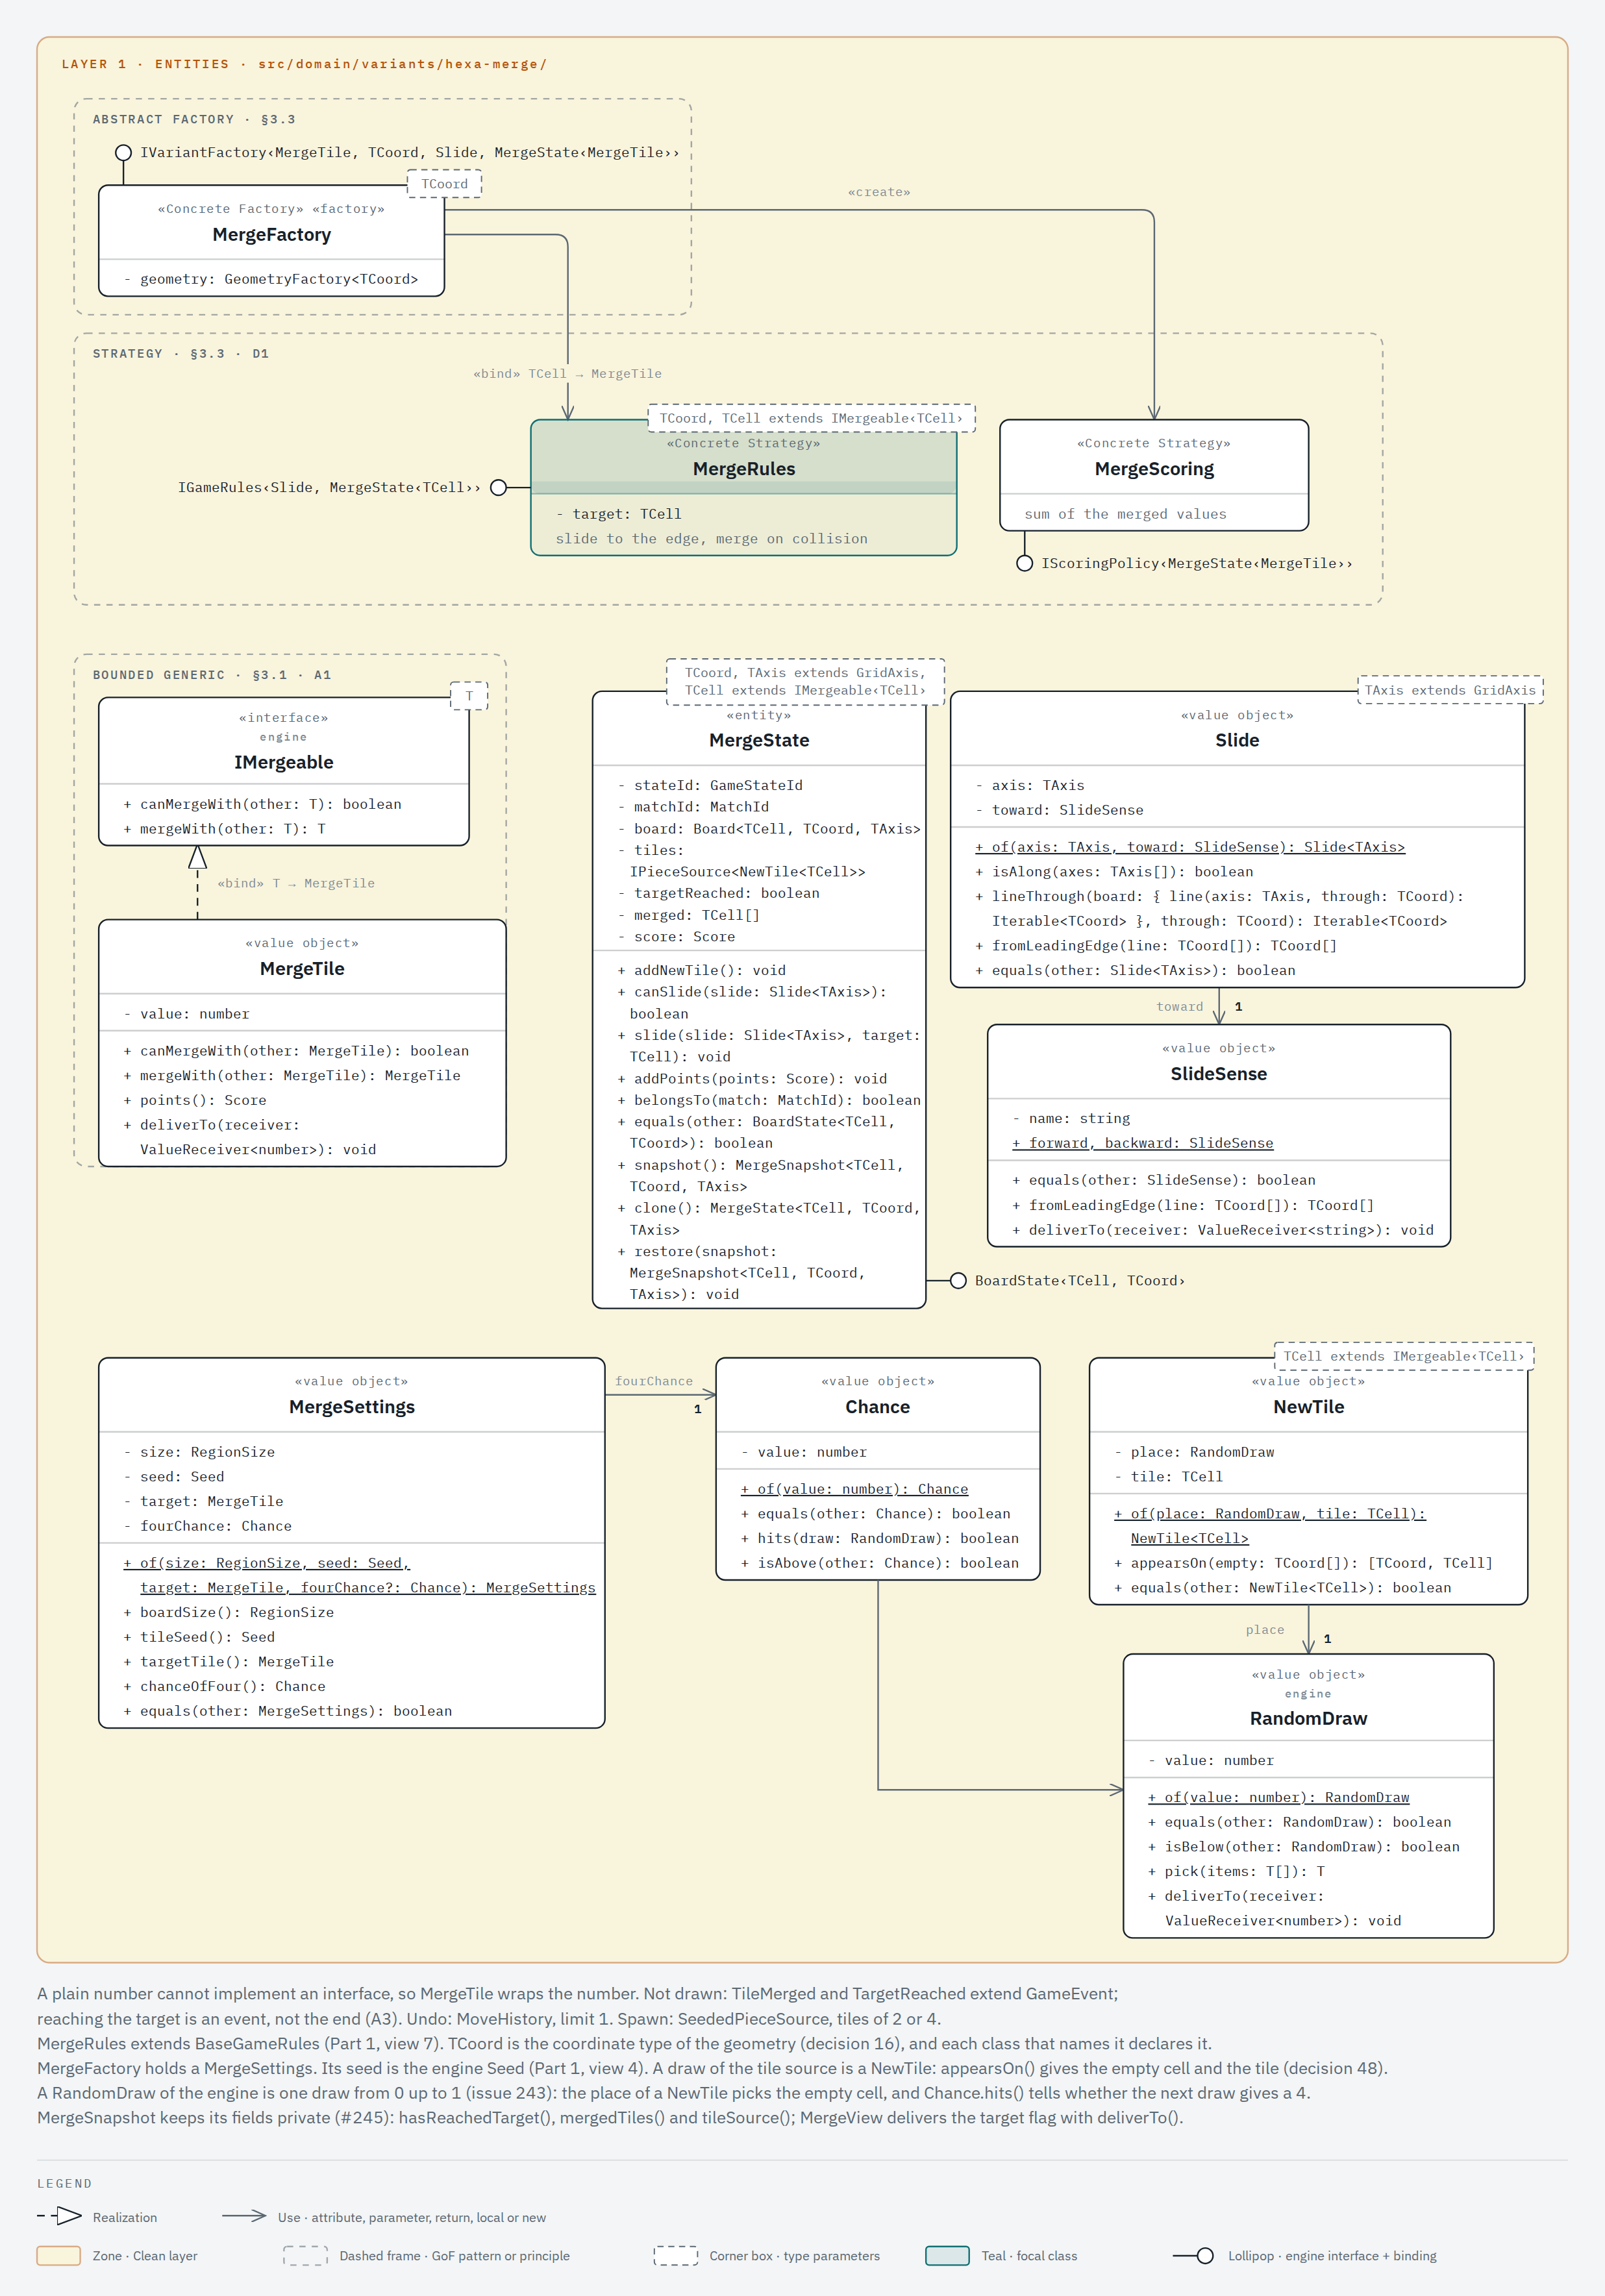 LAYER 1 · ENTITIES · src/domain/variants/hexa-merge/
ABSTRACT FACTORY · §3.3
IVariantFactory‹MergeTile, TCoord, Slide, MergeState‹MergeTile››
TCoord
«Concrete Factory» «factory»
MergeFactory
- geometry: GeometryFactory<TCoord>
«create»
STRATEGY · §3.3 · D1
«bind» TCell → MergeTile
TCoord, TCell extends IMergeable‹TCell›
«Concrete Strategy»
MergeRules
- target: TCell
slide to the edge, merge on collision
IGameRules‹Slide, MergeState‹TCell››
«Concrete Strategy»
MergeScoring
sum of the merged values
IScoringPolicy‹MergeState‹MergeTile››
BOUNDED GENERIC · §3.1 · A1
T
«interface»
engine
IMergeable
+ canMergeWith(other: T): boolean
+ mergeWith(other: T): T
«bind» T → MergeTile
«value object»
MergeTile
- value: number
+ canMergeWith(other: MergeTile): boolean
+ mergeWith(other: MergeTile): MergeTile
+ points(): Score
+ deliverTo(receiver:
ValueReceiver<number>): void
TCoord, TAxis extends GridAxis,
TCell extends IMergeable‹TCell›
«entity»
MergeState
- stateId: GameStateId
- matchId: MatchId
- board: Board<TCell, TCoord, TAxis>
- tiles:
IPieceSource<NewTile<TCell>>
- targetReached: boolean
- merged: TCell[]
- score: Score
+ addNewTile(): void
+ canSlide(slide: Slide<TAxis>):
boolean
+ slide(slide: Slide<TAxis>, target:
TCell): void
+ addPoints(points: Score): void
+ belongsTo(match: MatchId): boolean
+ equals(other: BoardState<TCell,
TCoord>): boolean
+ snapshot(): MergeSnapshot<TCell,
TCoord, TAxis>
+ clone(): MergeState<TCell, TCoord,
TAxis>
+ restore(snapshot:
MergeSnapshot<TCell, TCoord,
TAxis>): void
BoardState‹TCell, TCoord›
TAxis extends GridAxis
«value object»
Slide
- axis: TAxis
- toward: SlideSense
+ of(axis: TAxis, toward: SlideSense): Slide<TAxis>
+ isAlong(axes: TAxis[]): boolean
+ lineThrough(board: { line(axis: TAxis, through: TCoord):
Iterable<TCoord> }, through: TCoord): Iterable<TCoord>
+ fromLeadingEdge(line: TCoord[]): TCoord[]
+ equals(other: Slide<TAxis>): boolean
toward 1
«value object»
SlideSense
- name: string
+ forward, backward: SlideSense
+ equals(other: SlideSense): boolean
+ fromLeadingEdge(line: TCoord[]): TCoord[]
+ deliverTo(receiver: ValueReceiver<string>): void
«value object»
MergeSettings
- size: RegionSize
- seed: Seed
- target: MergeTile
- fourChance: Chance
+ of(size: RegionSize, seed: Seed,
target: MergeTile, fourChance?: Chance): MergeSettings
+ boardSize(): RegionSize
+ tileSeed(): Seed
+ targetTile(): MergeTile
+ chanceOfFour(): Chance
+ equals(other: MergeSettings): boolean
fourChance
1
«value object»
Chance
- value: number
+ of(value: number): Chance
+ equals(other: Chance): boolean
+ hits(draw: RandomDraw): boolean
+ isAbove(other: Chance): boolean
TCell extends IMergeable‹TCell›
«value object»
NewTile
- place: RandomDraw
- tile: TCell
+ of(place: RandomDraw, tile: TCell):
NewTile<TCell>
+ appearsOn(empty: TCoord[]): [TCoord, TCell]
+ equals(other: NewTile<TCell>): boolean
place 1
«value object»
engine
RandomDraw
- value: number
+ of(value: number): RandomDraw
+ equals(other: RandomDraw): boolean
+ isBelow(other: RandomDraw): boolean
+ pick(items: T[]): T
+ deliverTo(receiver:
ValueReceiver<number>): void
A plain number cannot implement an interface, so MergeTile wraps the number. Not drawn: TileMerged and TargetReached extend GameEvent;
reaching the target is an event, not the end (A3). Undo: MoveHistory, limit 1. Spawn: SeededPieceSource, tiles of 2 or 4.
MergeRules extends BaseGameRules (Part 1, view 7). TCoord is the coordinate type of the geometry (decision 16), and each class that names it declares it.
MergeFactory holds a MergeSettings. Its seed is the engine Seed (Part 1, view 4). A draw of the tile source is a NewTile: appearsOn() gives the empty cell and the tile (decision 48).
A RandomDraw of the engine is one draw from 0 up to 1 (issue 243): the place of a NewTile picks the empty cell, and Chance.hits() tells whether the next draw gives a 4.
MergeSnapshot keeps its fields private (#245): hasReachedTarget(), mergedTiles() and tileSource(); MergeView delivers the target flag with deliverTo().
LEGEND
Realization
Use · attribute, parameter, return, local or new
Zone · Clean layer
Dashed frame · GoF pattern or principle
Corner box · type parameters
Teal · focal class
Lollipop · engine interface + binding